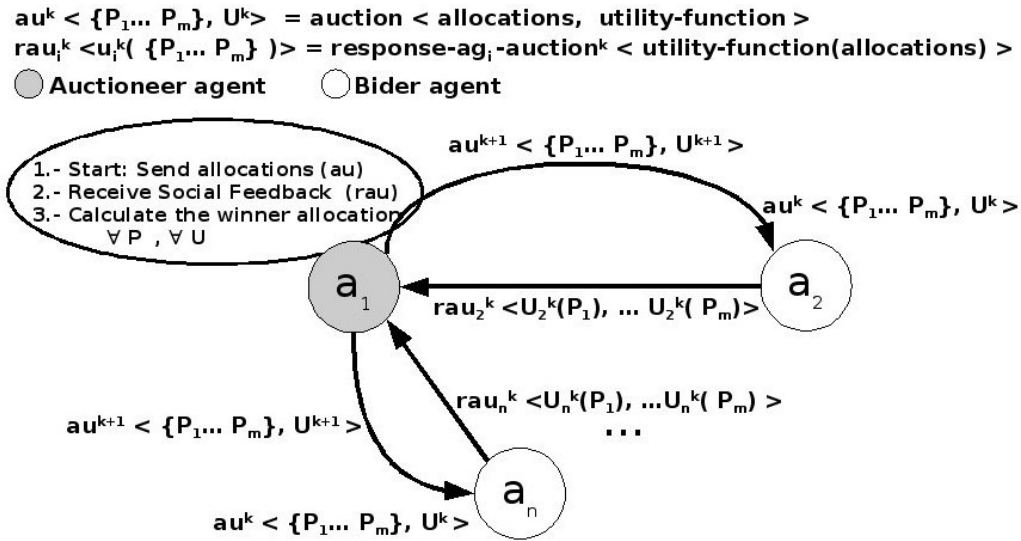 au^k < {P_1... P_m}, U^k> = auction < allocations, utility-function >
rau_i^k <u_i^k( {P_1... P_m} )> = response-ag_i-auction^k < utility-function(allocations) >
Auctioneer agent Bider agent
au^k+1 < {P_1... P_m}, U^k+1 >
1.- Start: Send allocations (au)
2.- Receive Social Feedback (rau)
3.- Calculate the winner allocation
∀ P , ∀ U
au^k < {P_1... P_m}, U^k >
a_1
a_2
rau_2^k <U_2^k(P_1), ... U_2^k( P_m)>
rau_n^k <U_n^k(P_1), ...U_n^k( P_m) >
...
au^k+1 < {P_1... P_m}, U^k+1 >
a_n
au^k < {P_1... P_m}, U^k >